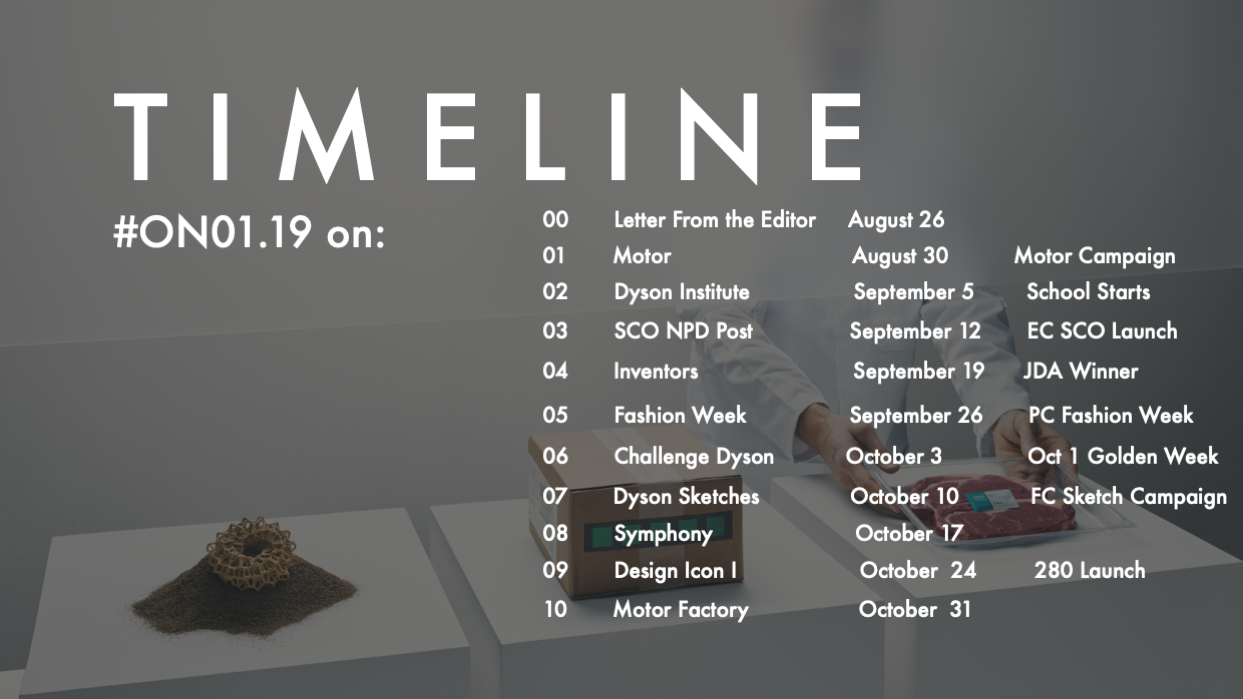 TIMELINE
#ON01.19 on:
00 Letter From the Editor August 26
01 Motor August 30 Motor Campaign
02 Dyson Institute September 5 School Starts
03 SCO NPD Post September 12 EC SCO Launch
04 Inventors September 19 JDA Winner
05 Fashion Week September 26 PC Fashion Week
06 Challenge Dyson October 3 Oct 1 Golden Week
07 Dyson Sketches October 10 FC Sketch Campaign
08 Symphony October 17
09 Design Icon I October 24 280 Launch
10 Motor Factory October 31